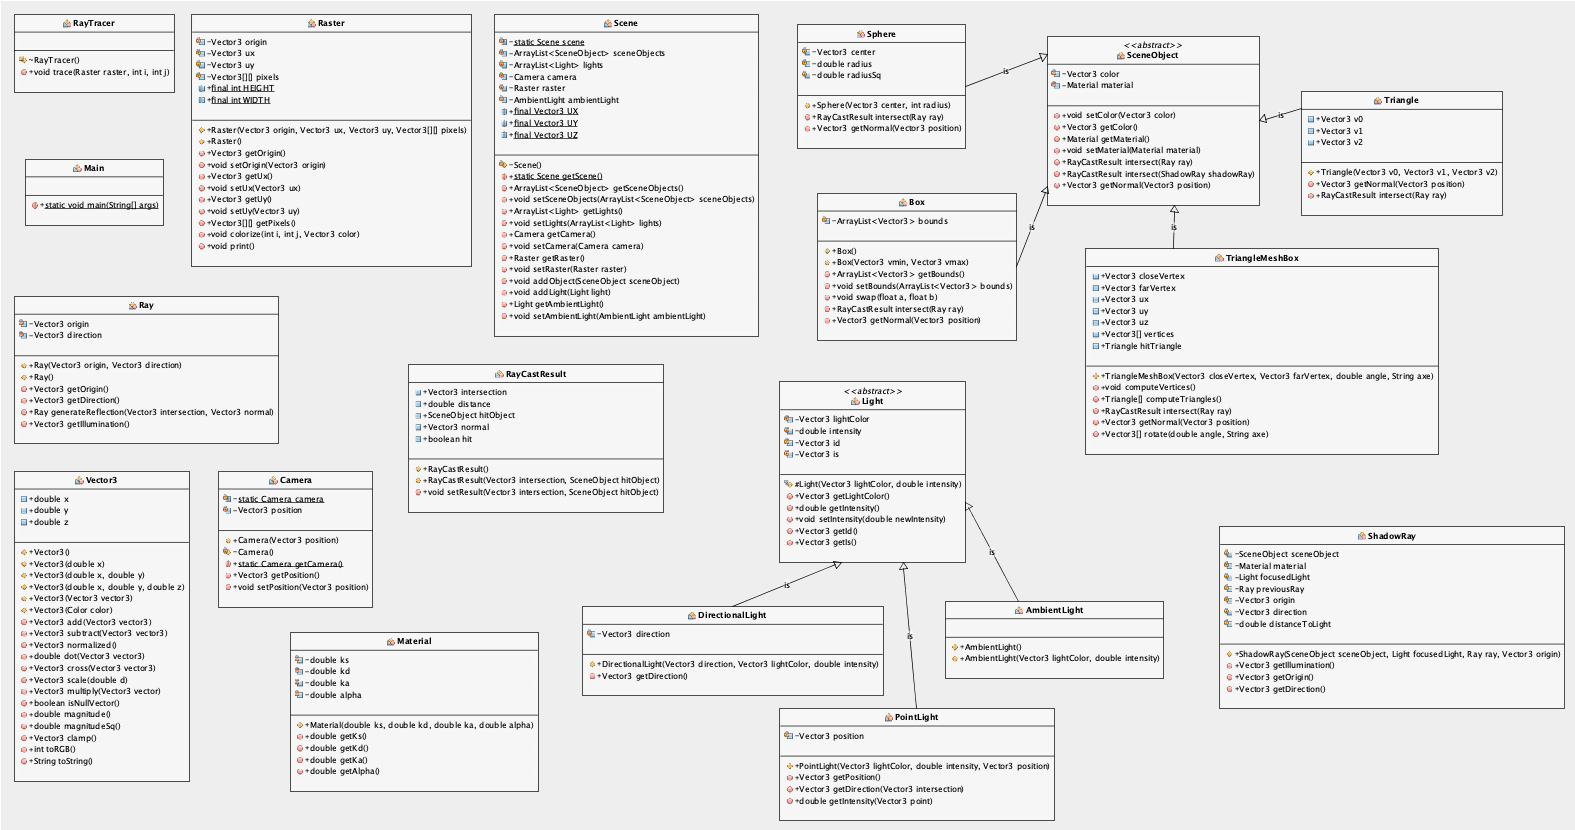 RayTracer
~RayTracer()
+void trace(Raster raster, int i, int j)
Raster
-Vector3 origin
-Vector3 ux
-Vector3 uy
-Vector3[][] pixels
+final int HEIGHT
+final int WIDTH
+Raster(Vector3 origin, Vector3 ux, Vector3 uy, Vector3[][] pixels)
+Raster()
+Vector3 getOrigin()
+void setOrigin(Vector3 origin)
+Vector3 getUx()
+void setUx(Vector3 ux)
+Vector3 getUy()
+void setUy(Vector3 uy)
+Vector3[][] getPixels()
+void colorize(int i, int j, Vector3 color)
+void print()
Scene
-static Scene scene
-ArrayList<SceneObject> sceneObjects
-ArrayList<Light> lights
-Camera camera
-Raster raster
-AmbientLight ambientLight
+final Vector3 UX
+final Vector3 UY
+final Vector3 UZ
-Scene()
+static Scene getScene()
+ArrayList<SceneObject> getSceneObjects()
+void setSceneObjects(ArrayList<SceneObject> sceneObjects)
+ArrayList<Light> getLights()
+void setLights(ArrayList<Light> lights)
+Camera getCamera()
+void setCamera(Camera camera)
+Raster getRaster()
+void setRaster(Raster raster)
+void addObject(SceneObject sceneObject)
+void addLight(Light light)
+Light getAmbientLight()
+void setAmbientLight(AmbientLight ambientLight)
Sphere
-Vector3 center
-double radius
-double radiusSq
+Sphere(Vector3 center, int radius)
+RayCastResult intersect(Ray ray)
+Vector3 getNormal(Vector3 position)
is
<<abstract>>
SceneObject
-Vector3 color
-Material material
+void setColor(Vector3 color)
+Vector3 getColor()
+Material getMaterial()
+void setMaterial(Material material)
+RayCastResult intersect(Ray ray)
+RayCastResult intersect(ShadowRay shadowRay)
+Vector3 getNormal(Vector3 position)
is
Triangle
+Vector3 v0
+Vector3 v1
+Vector3 v2
+Triangle(Vector3 v0, Vector3 v1, Vector3 v2)
+Vector3 getNormal(Vector3 position)
+RayCastResult intersect(Ray ray)
Main
+static void main(String[] args)
Box
-ArrayList<Vector3> bounds
+Box()
+Box(Vector3 vmin, Vector3 vmax)
+ArrayList<Vector3> getBounds()
+void setBounds(ArrayList<Vector3> bounds)
+void swap(float a, float b)
+RayCastResult intersect(Ray ray)
+Vector3 getNormal(Vector3 position)
is
is
TriangleMeshBox
+Vector3 closeVertex
+Vector3 farVertex
+Vector3 ux
+Vector3 uy
+Vector3 uz
+Vector3[] vertices
+Triangle hitTriangle
+TriangleMeshBox(Vector3 closeVertex, Vector3 farVertex, double angle, String axe)
+void computeVertices()
+Triangle[] computeTriangles()
+RayCastResult intersect(Ray ray)
+Vector3 getNormal(Vector3 position)
+Vector3[] rotate(double angle, String axe)
Ray
-Vector3 origin
-Vector3 direction
+Ray(Vector3 origin, Vector3 direction)
+Ray()
+Vector3 getOrigin()
+Vector3 getDirection()
+Ray generateReflection(Vector3 intersection, Vector3 normal)
+Vector3 getIllumination()
RayCastResult
+Vector3 intersection
+double distance
+SceneObject hitObject
+Vector3 normal
+boolean hit
+RayCastResult()
+RayCastResult(Vector3 intersection, SceneObject hitObject)
+void setResult(Vector3 intersection, SceneObject hitObject)
<<abstract>>
Light
-Vector3 lightColor
-double intensity
-Vector3 id
-Vector3 is
#Light(Vector3 lightColor, double intensity)
+Vector3 getLightColor()
+double getIntensity()
+void setIntensity(double newIntensity)
+Vector3 getId()
+Vector3 getIs()
Vector3
+double x
+double y
+double z
+Vector3()
+Vector3(double x)
+Vector3(double x, double y)
+Vector3(double x, double y, double z)
+Vector3(Vector3 vector3)
+Vector3(Color color)
+Vector3 add(Vector3 vector3)
+Vector3 subtract(Vector3 vector3)
+Vector3 normalized()
+double dot(Vector3 vector3)
+Vector3 cross(Vector3 vector3)
+Vector3 scale(double d)
+Vector3 multiply(Vector3 vector)
+boolean isNullVector()
+double magnitude()
+double magnitudeSq()
+Vector3 clamp()
+int toRGB()
+String toString()
Camera
-static Camera camera
-Vector3 position
+Camera(Vector3 position)
-Camera()
+static Camera getCamera()
+Vector3 getPosition()
+void setPosition(Vector3 position)
ShadowRay
-SceneObject sceneObject
-Material material
-Light focusedLight
-Ray previousRay
-Vector3 origin
-Vector3 direction
-double distanceToLight
+ShadowRay(SceneObject sceneObject, Light focusedLight, Ray ray, Vector3 origin)
+Vector3 getIllumination()
+Vector3 getOrigin()
+Vector3 getDirection()
is
is
is
DirectionalLight
-Vector3 direction
+DirectionalLight(Vector3 direction, Vector3 lightColor, double intensity)
+Vector3 getDirection()
AmbientLight
+AmbientLight()
+AmbientLight(Vector3 lightColor, double intensity)
Material
-double ks
-double kd
-double ka
-double alpha
+Material(double ks, double kd, double ka, double alpha)
+double getKs()
+double getKd()
+double getKa()
+double getAlpha()
PointLight
-Vector3 position
+PointLight(Vector3 lightColor, double intensity, Vector3 position)
+Vector3 getPosition()
+Vector3 getDirection(Vector3 intersection)
+double getIntensity(Vector3 point)